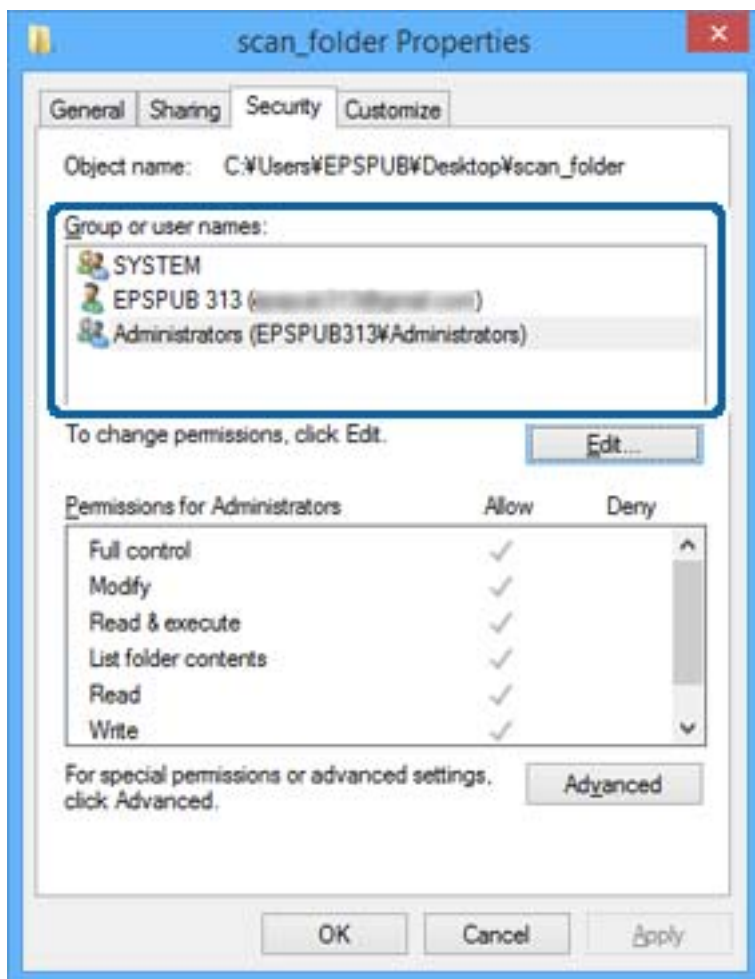 scan_folder Properties
General Sharing Security Customize
Object name: C:¥Users¥EPSPUB¥Desktop¥scan_folder
Group or user names:
SYSTEM
EPSPUB 313 ( )
Administrators (EPSPUB313¥Administrators)
To change permissions, click Edit.
Edit...
Permissions for Administrators Allow Deny
Full control
Modify
Read & execute
List folder contents
Read
Write
For special permissions or advanced settings,
click Advanced.
Advanced
OK Cancel Apply